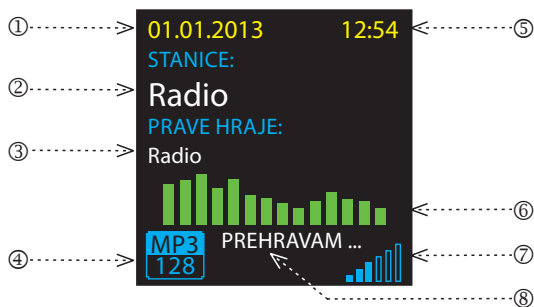 ① 01.01.2013 12:54 ⑤
STANICE:
② Radio
PRAVE HRAJE:
③ Radio
⑥
④ MP3 PREHRAVAM ... ⑦
128
⑧